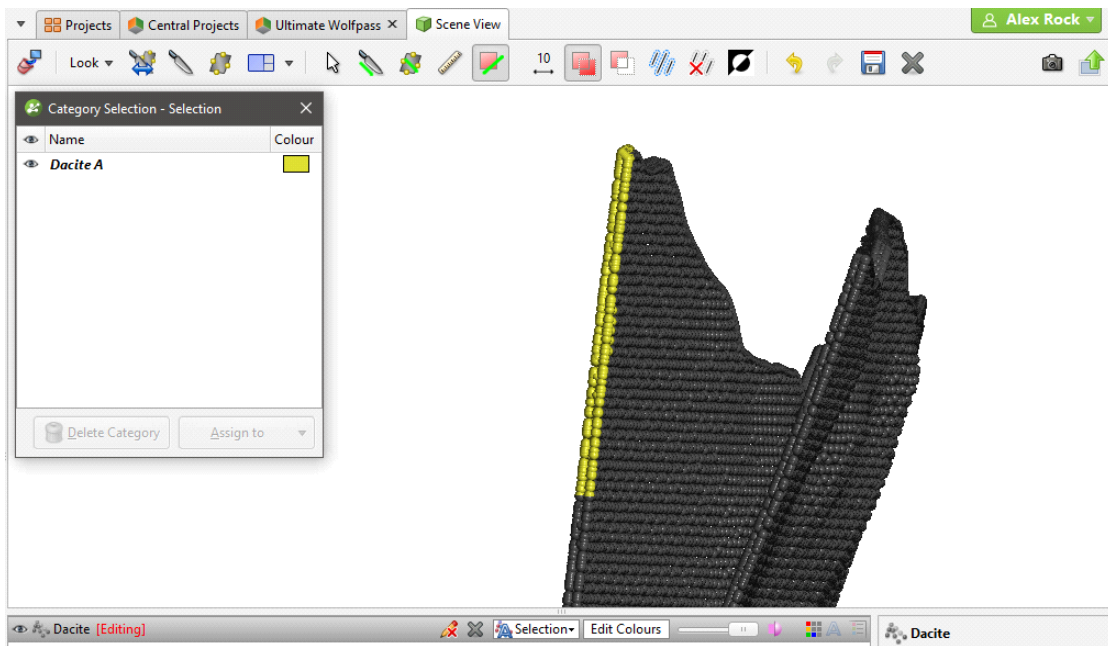 Projects Central Projects Ultimate Wolfpass × Scene View Alex Rock
Look 10
Category Selection - Selection
Name Colour
Dacite A
Delete Category Assign to
Dacite [Editing] Selection Edit Colours Dacite